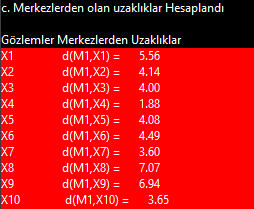 c. Merkezlerden olan uzaklıklar Hesaplandı
Gözlemler Merkezlerden Uzaklıklar
X1 d(M1,X1) = 5.56
X2 d(M1,X2) = 4.14
X3 d(M1,X3) = 4.00
X4 d(M1,X4) = 1.88
X5 d(M1,X5) = 4.08
X6 d(M1,X6) = 4.49
X7 d(M1,X7) = 3.60
X8 d(M1,X8) = 7.07
X9 d(M1,X9) = 6.94
X10 d(M1,X10) = 3.65